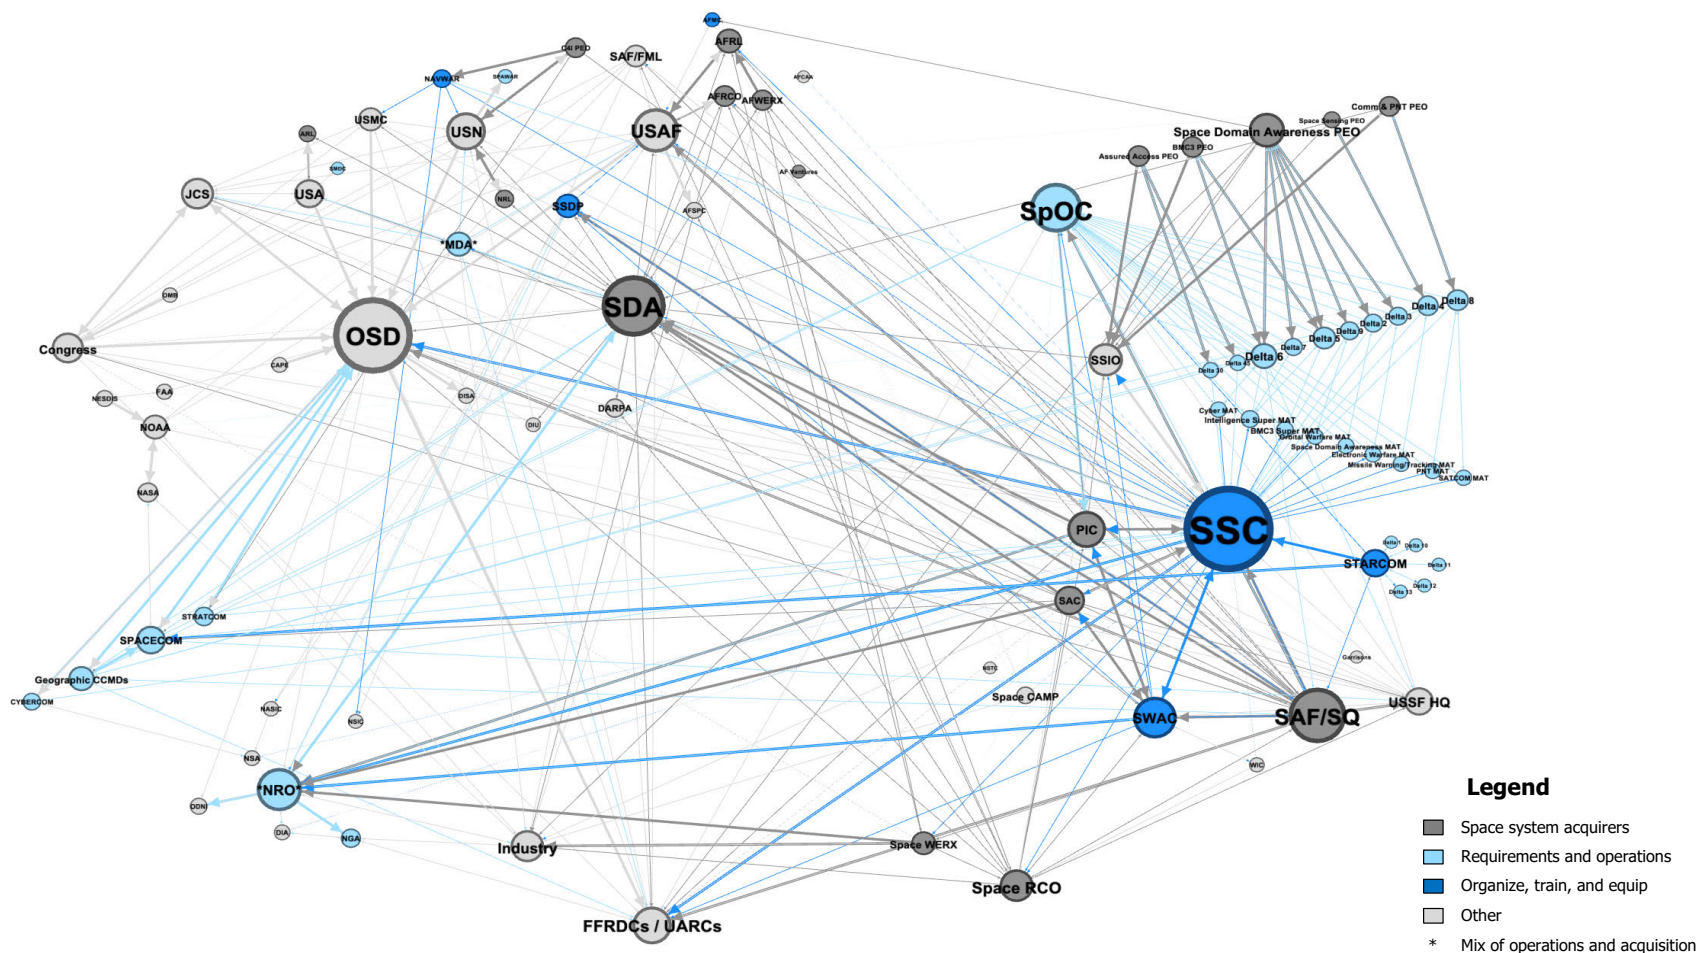 AFMC
C4I PEO
SAF/FML
AFRL
NAVWAR
SPAWAR
AFCAA
AFRCO
AFWERX
Comm & PNT PEO
Space Sensing PEO
USMC
USN
USAF
Space Domain Awareness PEO
ARL
BMC3 PEO
Assured Access PEO
SMDC
AF Ventures
JCS
USA
NRL
SSDP
AFSPC
SpOC
*MDA*
OMB
SDA
Delta 8
Delta 4
Delta 3
Delta 2
Delta 9
Delta 5
Delta 7
Delta 6
Delta 45
Delta 30
OSD
Congress
SSIO
CAPE
NESDIS
FAA
DISA
DARPA
DIU
NOAA
Cyber MAT
Intelligence Super MAT
BMC3 Super MAT
Orbital Warfare MAT
Space Domain Awareness MAT
Electronic Warfare MAT
Missile Warning/Tracking MAT
PNT MAT
SATCOM MAT
NASA
PIC
SSC
STARCOM
Delta 1
Delta 10
Delta 11
Delta 12
Delta 13
SAC
STRATCOM
SPACECOM
Geographic CCMDs
CYBERCOM
NSTC
Garrisons
Space CAMP
NASIC
NSIC
SWAC
SAF/SQ
USSF HQ
NSA
WIC
*NRO*
ODNI
DIA
NGA
Industry
Space WERX
Space RCO
FFRDCs / UARCs
Legend
Space system acquirers
Requirements and operations
Organize, train, and equip
Other
* Mix of operations and acquisition